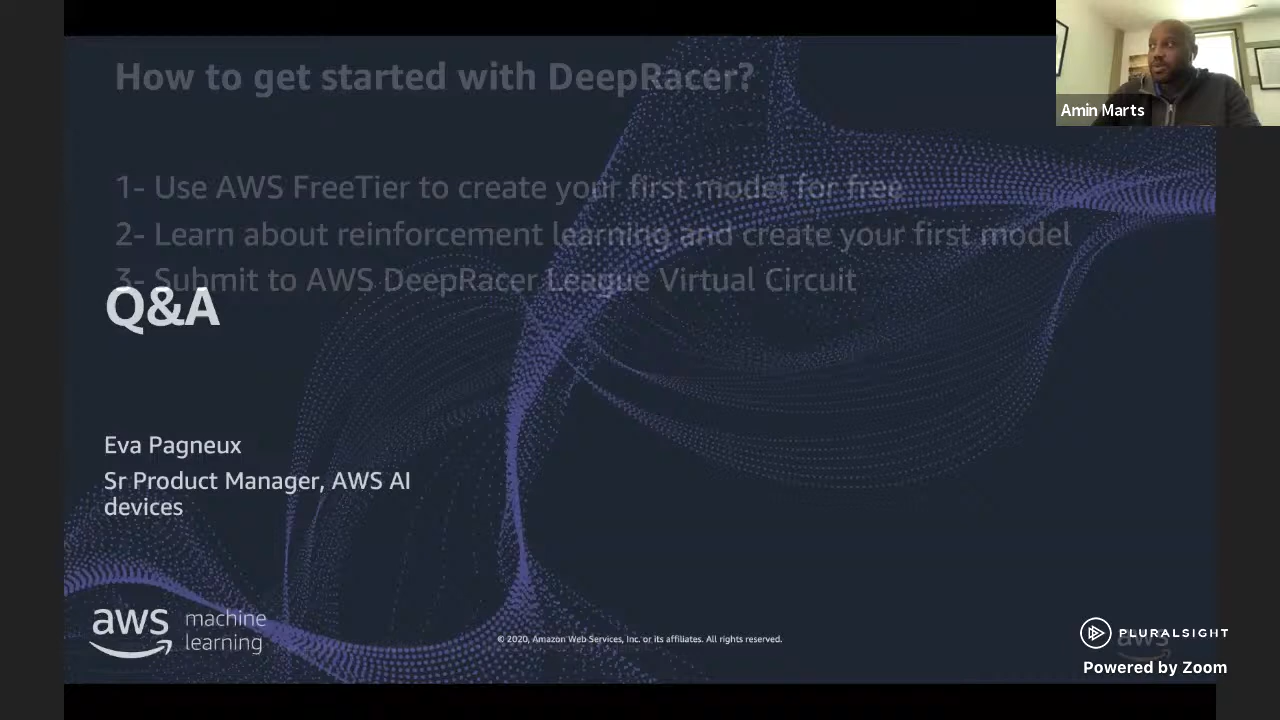 How to get started with DeepRacer?
Amin Marts
1- Use AWS FreeTier to create your first model for free
2- Learn about reinforcement learning and create your first model
3- Submit to AWS DeepRacer League Virtual Circuit
Q&A
Eva Pagneux
Sr Product Manager, AWS AI
devices
aws machine
learning
© 2020, Amazon Web Services, Inc. or its affiliates. All rights reserved.
PLURALSIGHT
aws
Powered by Zoom